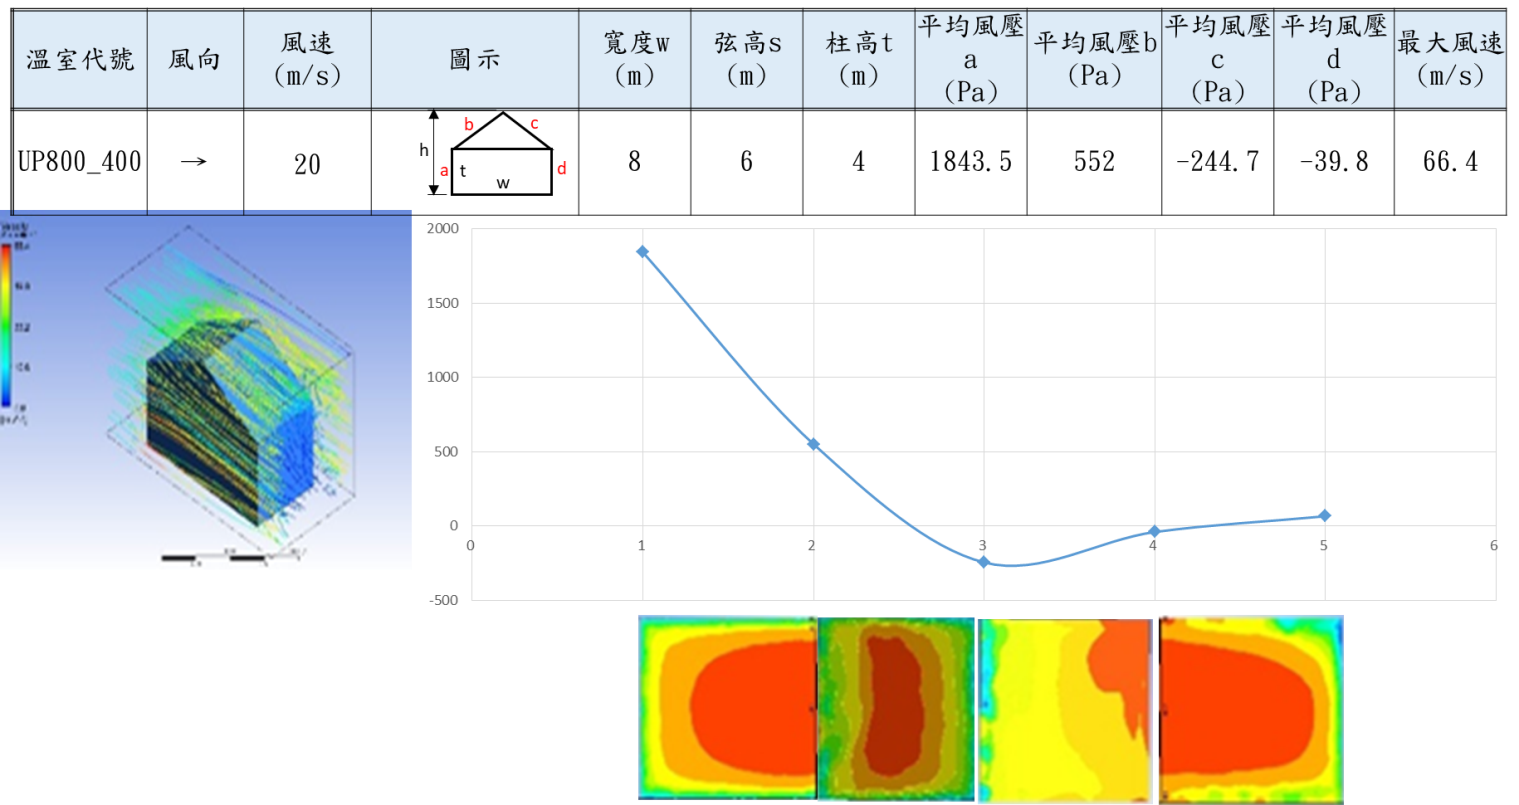 溫室代號
風向
風速
(m/s)
圖示
寬度w
(m)
弦高s
(m)
柱高t
(m)
平均風壓
a
(Pa)
平均風壓b
(Pa)
平均風壓
c
(Pa)
平均風壓
d
(Pa)
最大風速
(m/s)
UP800_400
→
20
h
b
c
a
t
w
d
8
6
4
1843.5
552
-244.7
-39.8
66.4
2000
1500
1000
500
0
-500
0
1
2
3
4
5
6